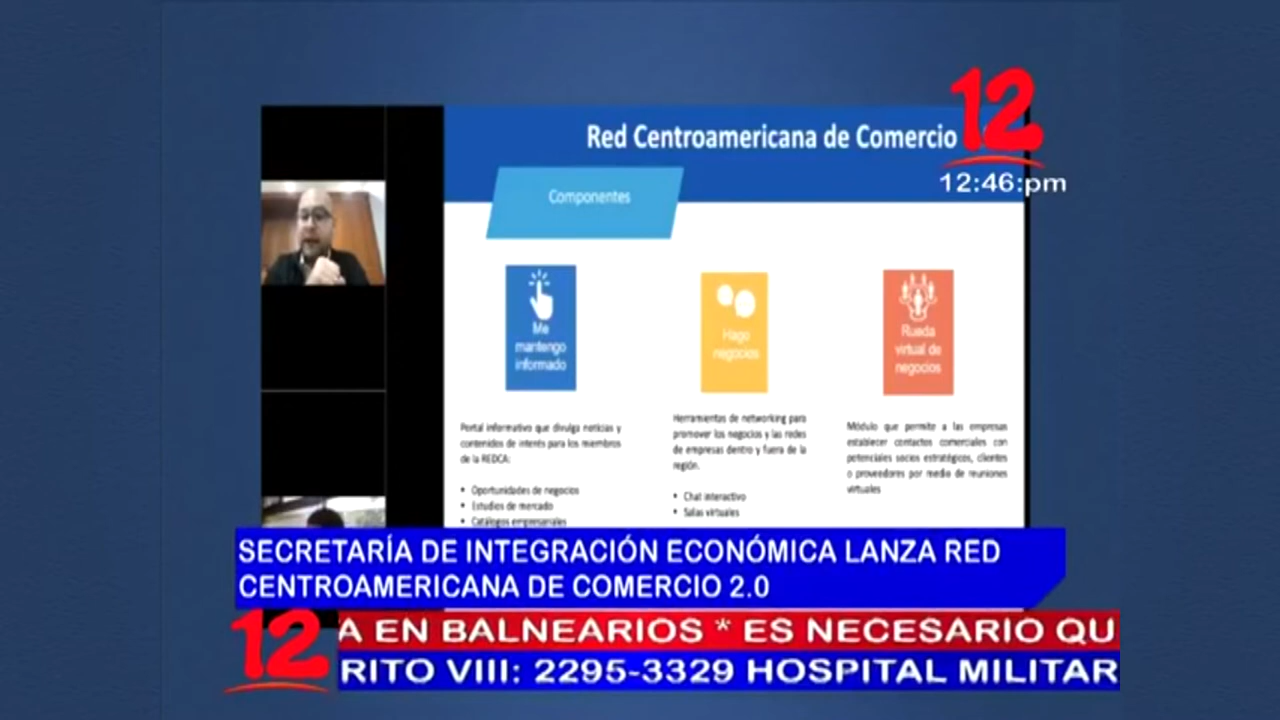 Red Centroamericana de Comercio
12
12:46:pm
Componentes
Me
mantengo
informado
Hago
negocios
Rueda
virtual de
negocios
Portal informativo que divulga noticias y
contenidos de interés para los miembros
de la REDCA:
• Oportunidades de negocios
• Estudios de mercado
• Catálogos empresariales
Herramientas de networking para
promover los negocios y las redes
de empresas dentro y fuera de la
región.
• Chat interactivo
• Salas virtuales
Módulo que permite a las empresas
establecer contactos comerciales con
potenciales socios estratégicos, clientes
o proveedores por medio de reuniones
virtuales
SECRETARÍA DE INTEGRACIÓN ECONÓMICA LANZA RED
CENTROAMERICANA DE COMERCIO 2.0
12
A EN BALNEARIOS * ES NECESARIO QU
RITO VIII: 2295-3329 HOSPITAL MILITAR